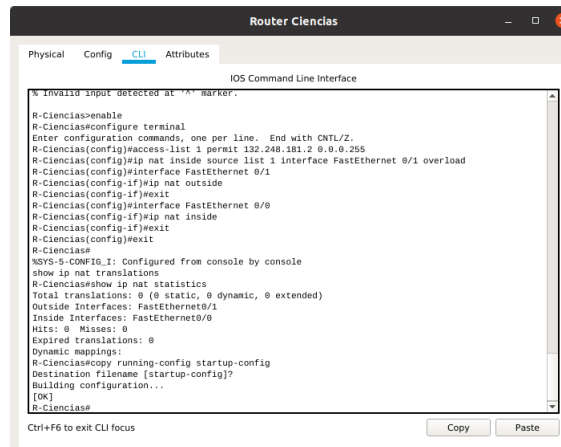 Router Ciencias
Physical Config CLI Attributes
IOS Command Line Interface
% Invalid input detected at '^' marker.
R-Ciencias>enable
R-Ciencias#configure terminal
Enter configuration commands, one per line. End with CNTL/Z.
R-Ciencias(config)#access-list 1 permit 132.248.181.2 0.0.0.255
R-Ciencias(config)#ip nat inside source list 1 interface FastEthernet 0/1 overload
R-Ciencias(config)#interface FastEthernet 0/1
R-Ciencias(config-if)#ip nat outside
R-Ciencias(config-if)#exit
R-Ciencias(config)#interface FastEthernet 0/0
R-Ciencias(config-if)#ip nat inside
R-Ciencias(config-if)#exit
R-Ciencias(config)#exit
R-Ciencias#
%SYS-5-CONFIG_I: Configured from console by console
show ip nat translations
R-Ciencias#show ip nat statistics
Total translations: 0 (0 static, 0 dynamic, 0 extended)
Outside Interfaces: FastEthernet0/1
Inside Interfaces: FastEthernet0/0
Hits: 0 Misses: 0
Expired translations: 0
Dynamic mappings:
R-Ciencias#copy running-config startup-config
Destination filename [startup-config]?
Building configuration...
[OK]
R-Ciencias#
Ctrl+F6 to exit CLI focus
Copy Paste